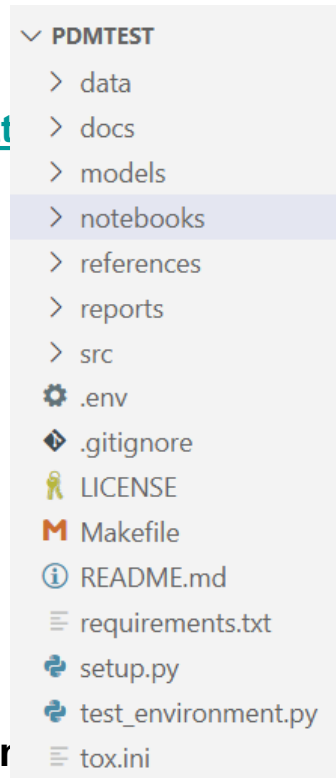 PDMTEST
data
docs
t
models
notebooks
references
reports
src
.env
.gitignore
LICENSE
Makefile
README.md
requirements.txt
setup.py
test_environment.py
tox.ini